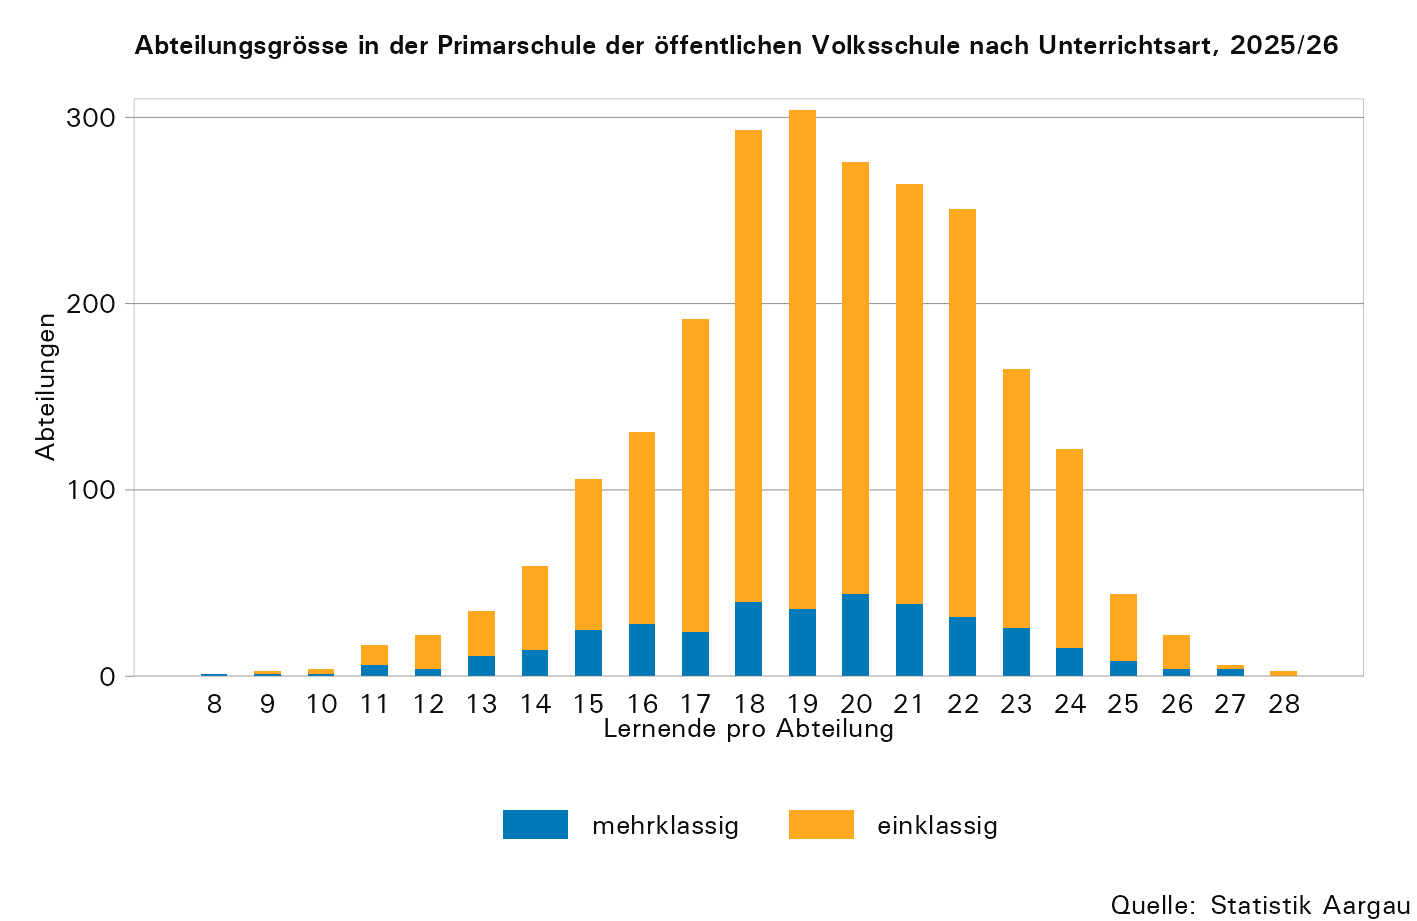 Abteilungsgrösse in der Primarschule der öffentlichen Volksschule nach Unterrichtsart, 2025/26
300
200
100
0
Abteilungen
8 9 10 11 12 13 14 15 16 17 18 19 20 21 22 23 24 25 26 27 28
Lernende pro Abteilung
mehrklassig einklassig
Quelle: Statistik Aargau